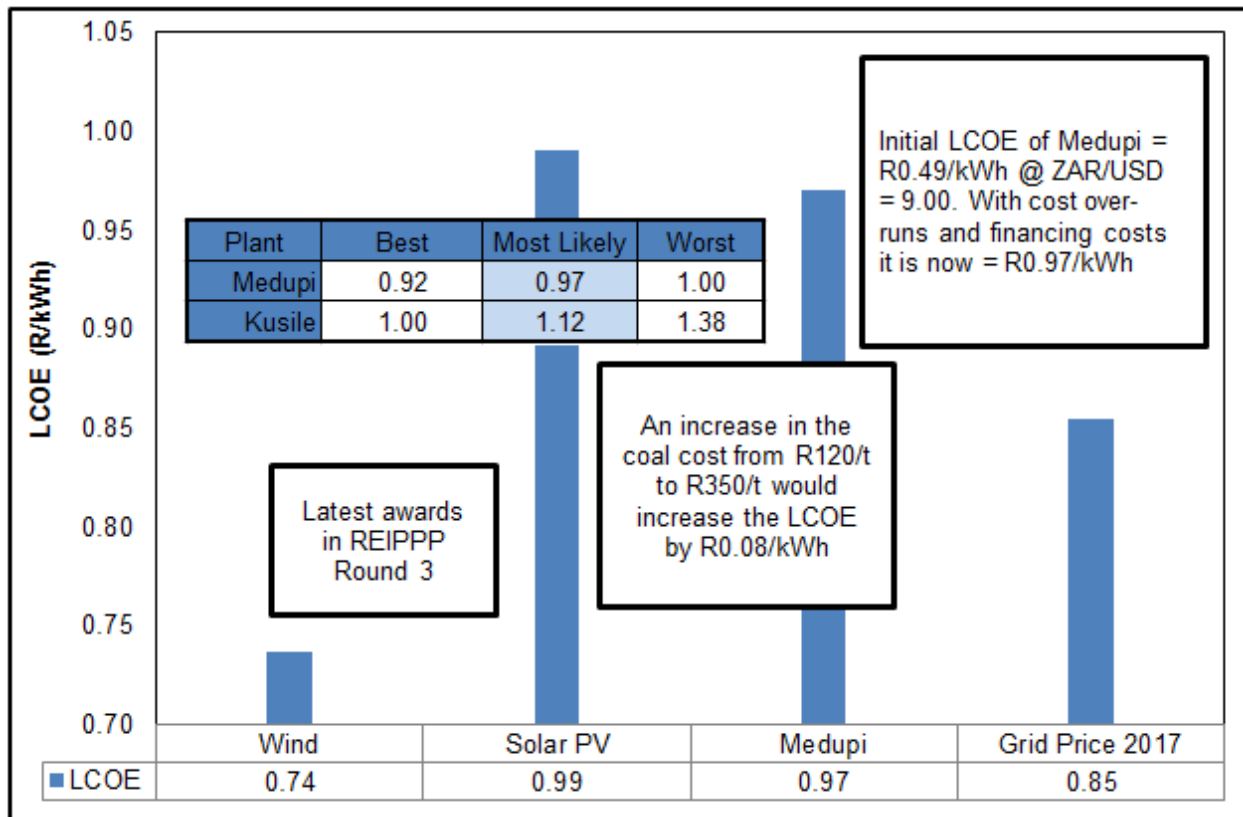 1.05
1.00
0.95
0.90
0.85
0.80
0.75
0.70
LCOE (R/kWh)
Initial LCOE of Medupi =
R0.49/kWh @ ZAR/USD
= 9.00. With cost over-
runs and financing costs
it is now = R0.97/kWh
Plant Best Most Likely Worst
Medupi 0.92 0.97 1.00
Kusile 1.00 1.12 1.38
An increase in the
coal cost from R120/t
to R350/t would
increase the LCOE
by R0.08/kWh
Latest awards
in REIPPP
Round 3
Wind Solar PV Medupi Grid Price 2017
LCOE 0.74 0.99 0.97 0.85